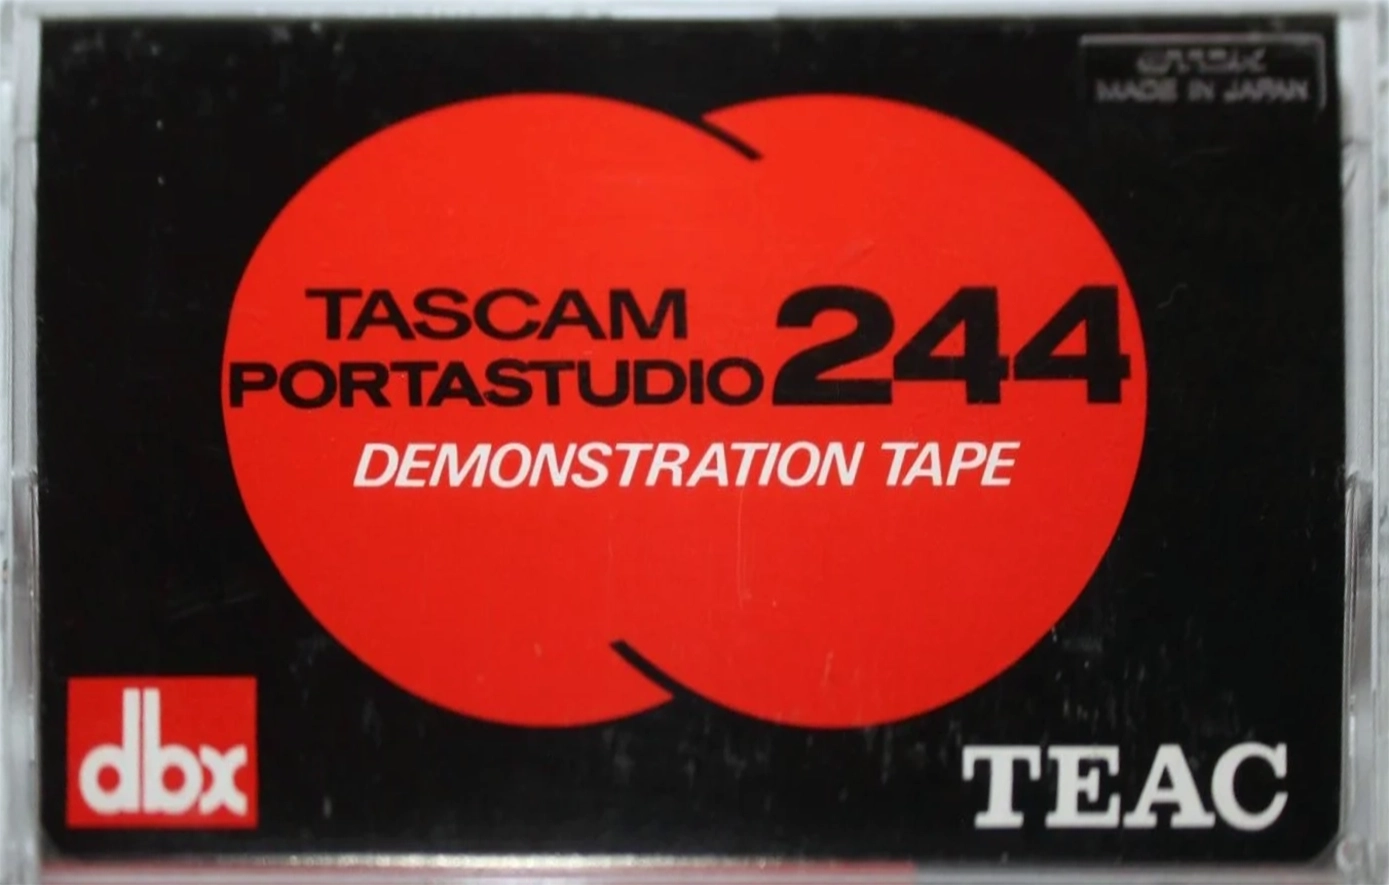 MADE IN JAPAN
TASCAM
PORTASTUDIO 244
DEMONSTRATION TAPE
dbx
TEAC